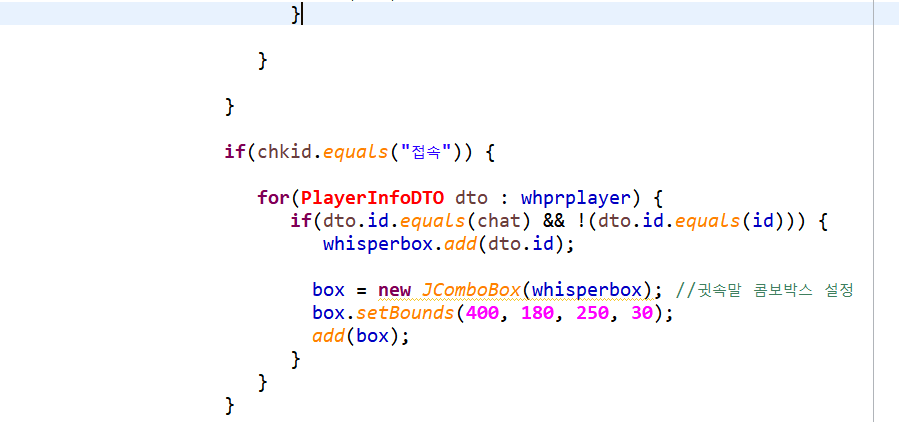 }
}
}
if(chkid.equals("접속")) {
for(PlayerInfoDTO dto : whprplayer) {
if(dto.id.equals(chat) && !(dto.id.equals(id))) {
whisperbox.add(dto.id);
box = new JComboBox(whisperbox); //귓속말 콤보박스 설정
box.setBounds(400, 180, 250, 30);
add(box);
}
}
}